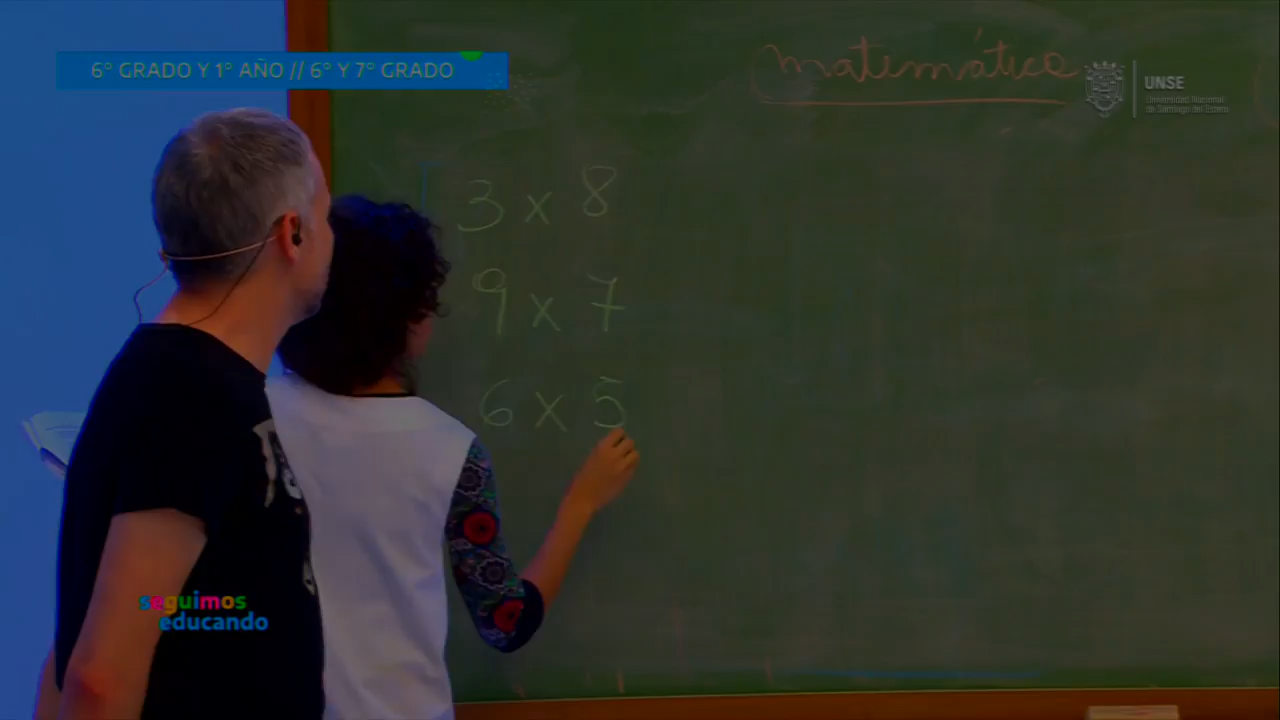 6° GRADO Y 1° AÑO // 6° Y 7° GRADO
matemática
UNSE
Universidad Nacional
de Santiago del Estero
3 x 8
9 x 7
6 x 5
seguimos
educando